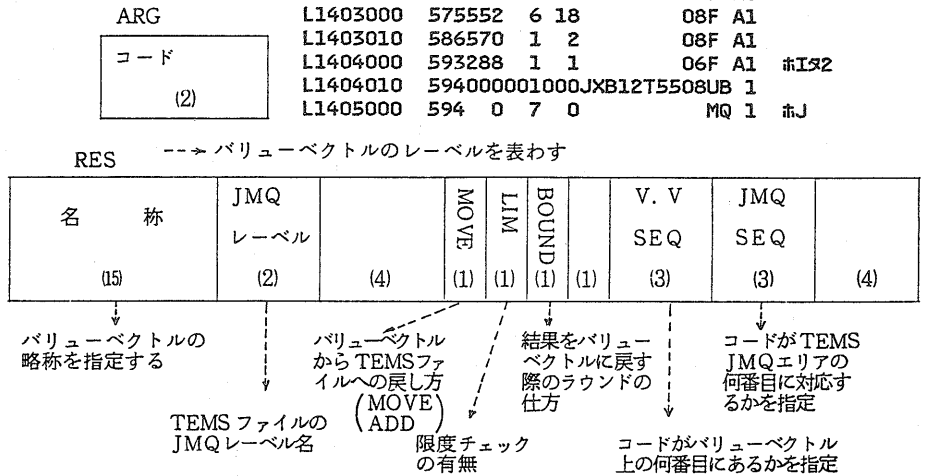 ARG
コード
(2)
L1403000 575552 6 18 08F A1
L1403010 586570 1 2 08F A1
L1404000 593288 1 1 06F A1 ホIタ2
L1404010 594000001000JXB12T5508UB 1
L1405000 594 0 7 0 MQ 1 ホJ
RES
--→ バリューベクトルのレーベルを表わす
名 称
(15)
JMQ
レーベル
(2)
(4)
MOVE
(1)
LIM
(1)
BOUND
(1)
(1)
V. V
SEQ
(3)
JMQ
SEQ
(3)
(4)
バリューベクトルの
略称を指定する
TEMSファイルの
JMQレーベル名
バリューベクトル
からTEMSファ
イルへの戻し方
(MOVE
ADD)
限度チェック
の有無
結果をバリュー
ベクトルに戻す
際のラウンドの
仕方
コードがバリューベクトル
上の何番目にあるかを指定
コードがTEMS
JMQエリアの
何番目に対応す
るかを指定